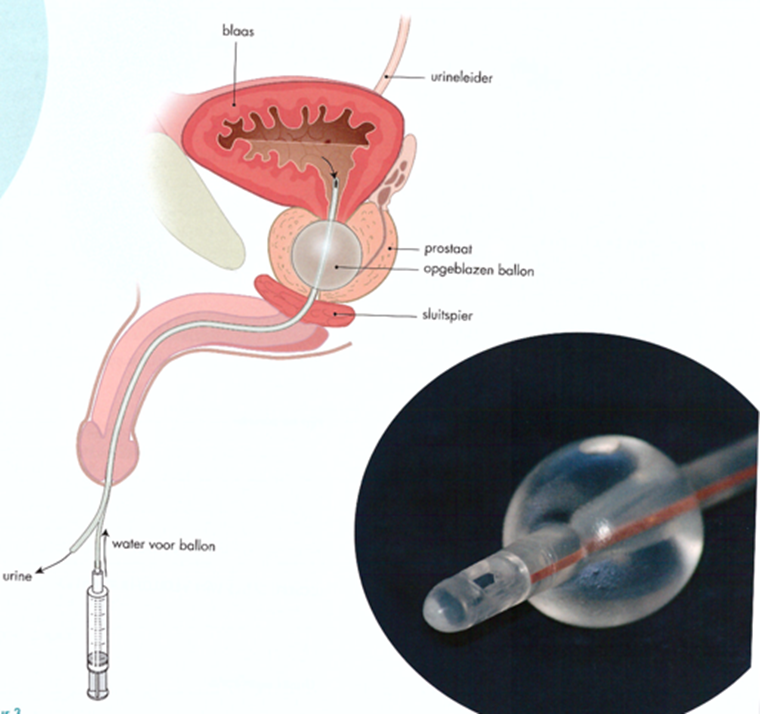 blaas
urineleider
prostaat
opgeblazen ballon
sluitspier
water voor ballon
urine